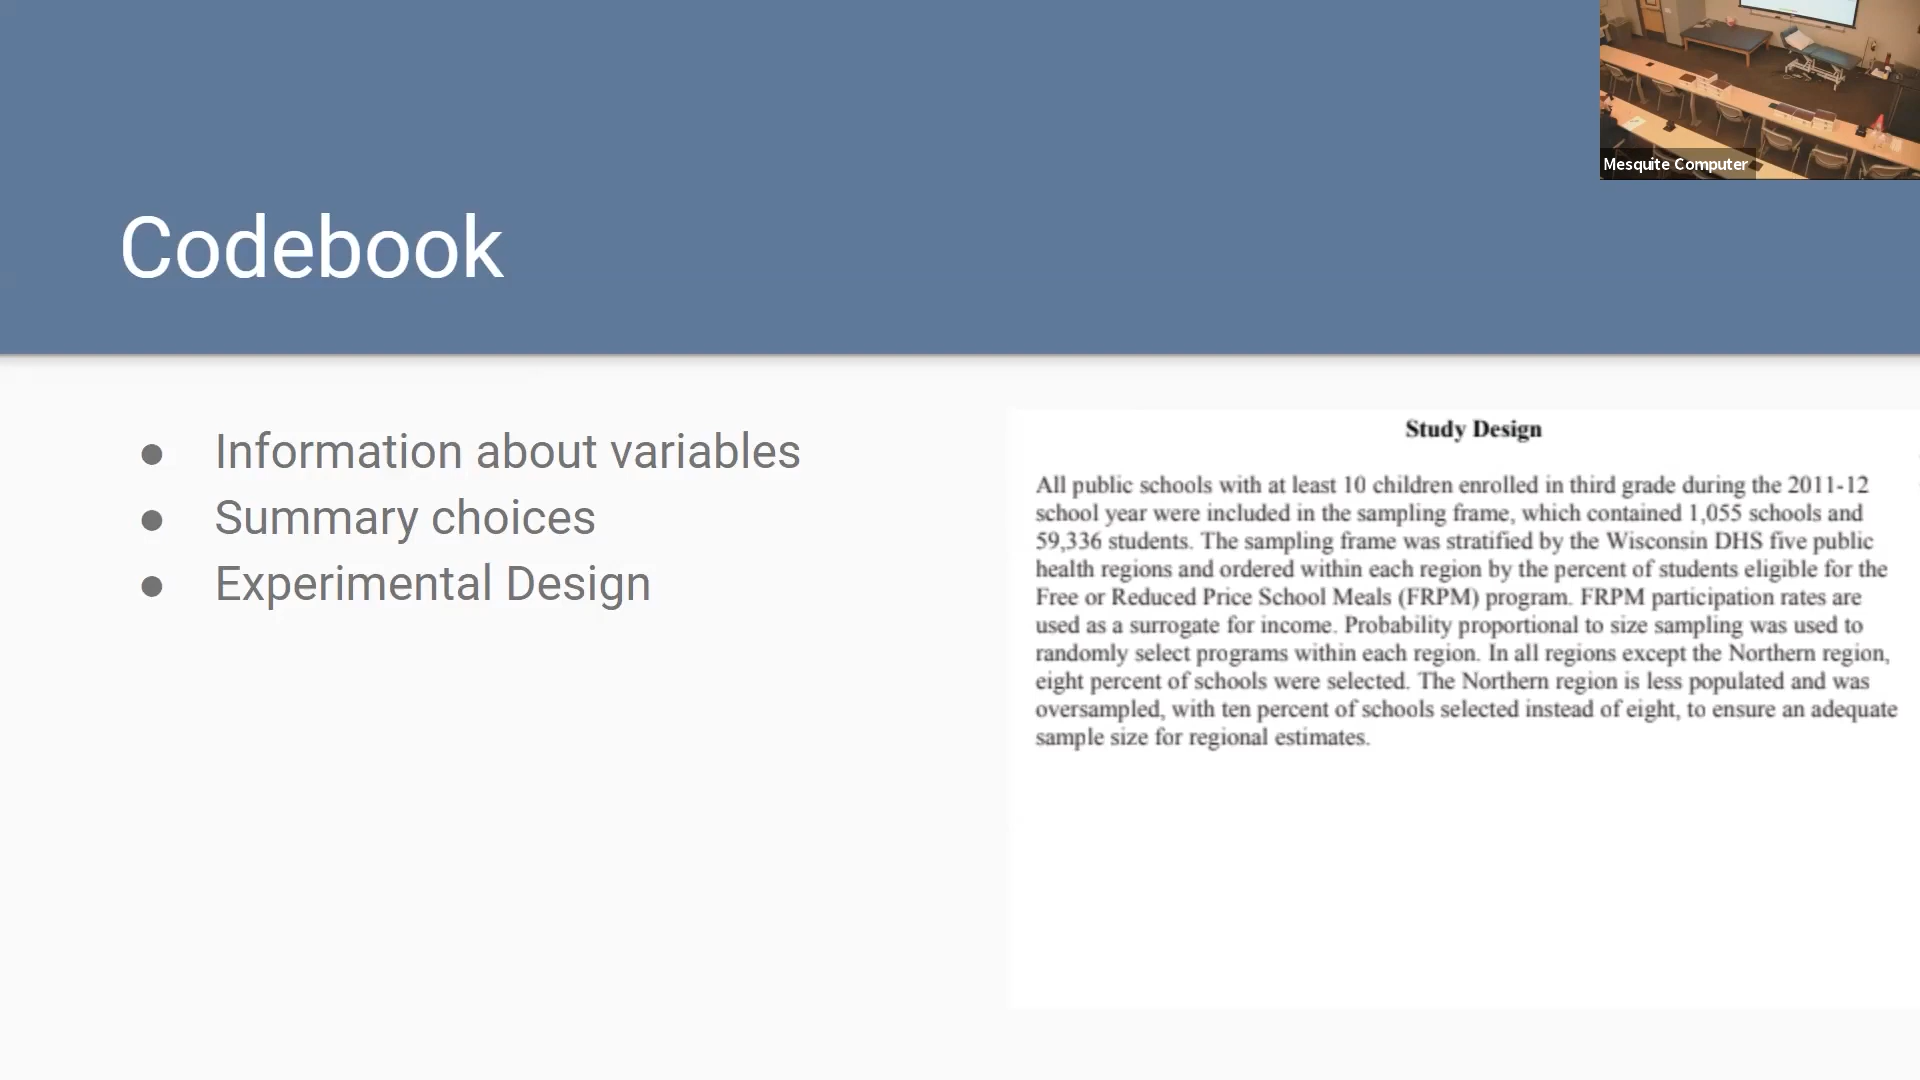 Mesquite Computer
Codebook
● Information about variables
● Summary choices
● Experimental Design
Study Design
All public schools with at least 10 children enrolled in third grade during the 2011-12
school year were included in the sampling frame, which contained 1,055 schools and
59,336 students. The sampling frame was stratified by the Wisconsin DHS five public
health regions and ordered within each region by the percent of students eligible for the
Free or Reduced Price School Meals (FRPM) program. FRPM participation rates are
used as a surrogate for income. Probability proportional to size sampling was used to
randomly select programs within each region. In all regions except the Northern region,
eight percent of schools were selected. The Northern region is less populated and was
oversampled, with ten percent of schools selected instead of eight, to ensure an adequate
sample size for regional estimates.